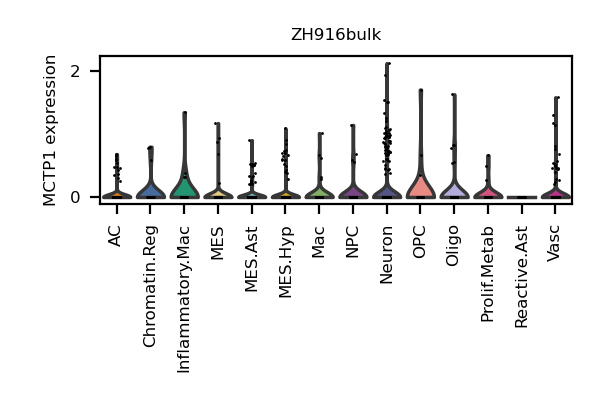 ZH916bulk
MCTP1 expression
2
0
AC
Chromatin.Reg
Inflammatory.Mac
MES
MES.Ast
MES.Hyp
Mac
NPC
Neuron
OPC
Oligo
Prolif.Metab
Reactive.Ast
Vasc